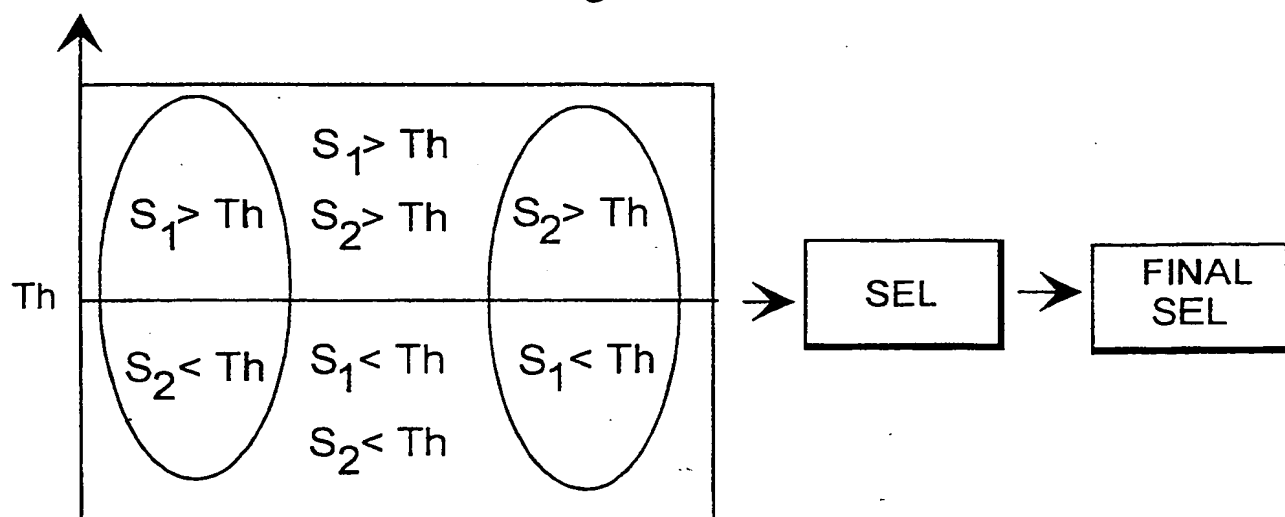 S₁> Th
S₁> Th
S₂> Th
S₂> Th
Th
S₂< Th
S₁< Th
S₁< Th
S₂< Th
SEL
FINAL
SEL